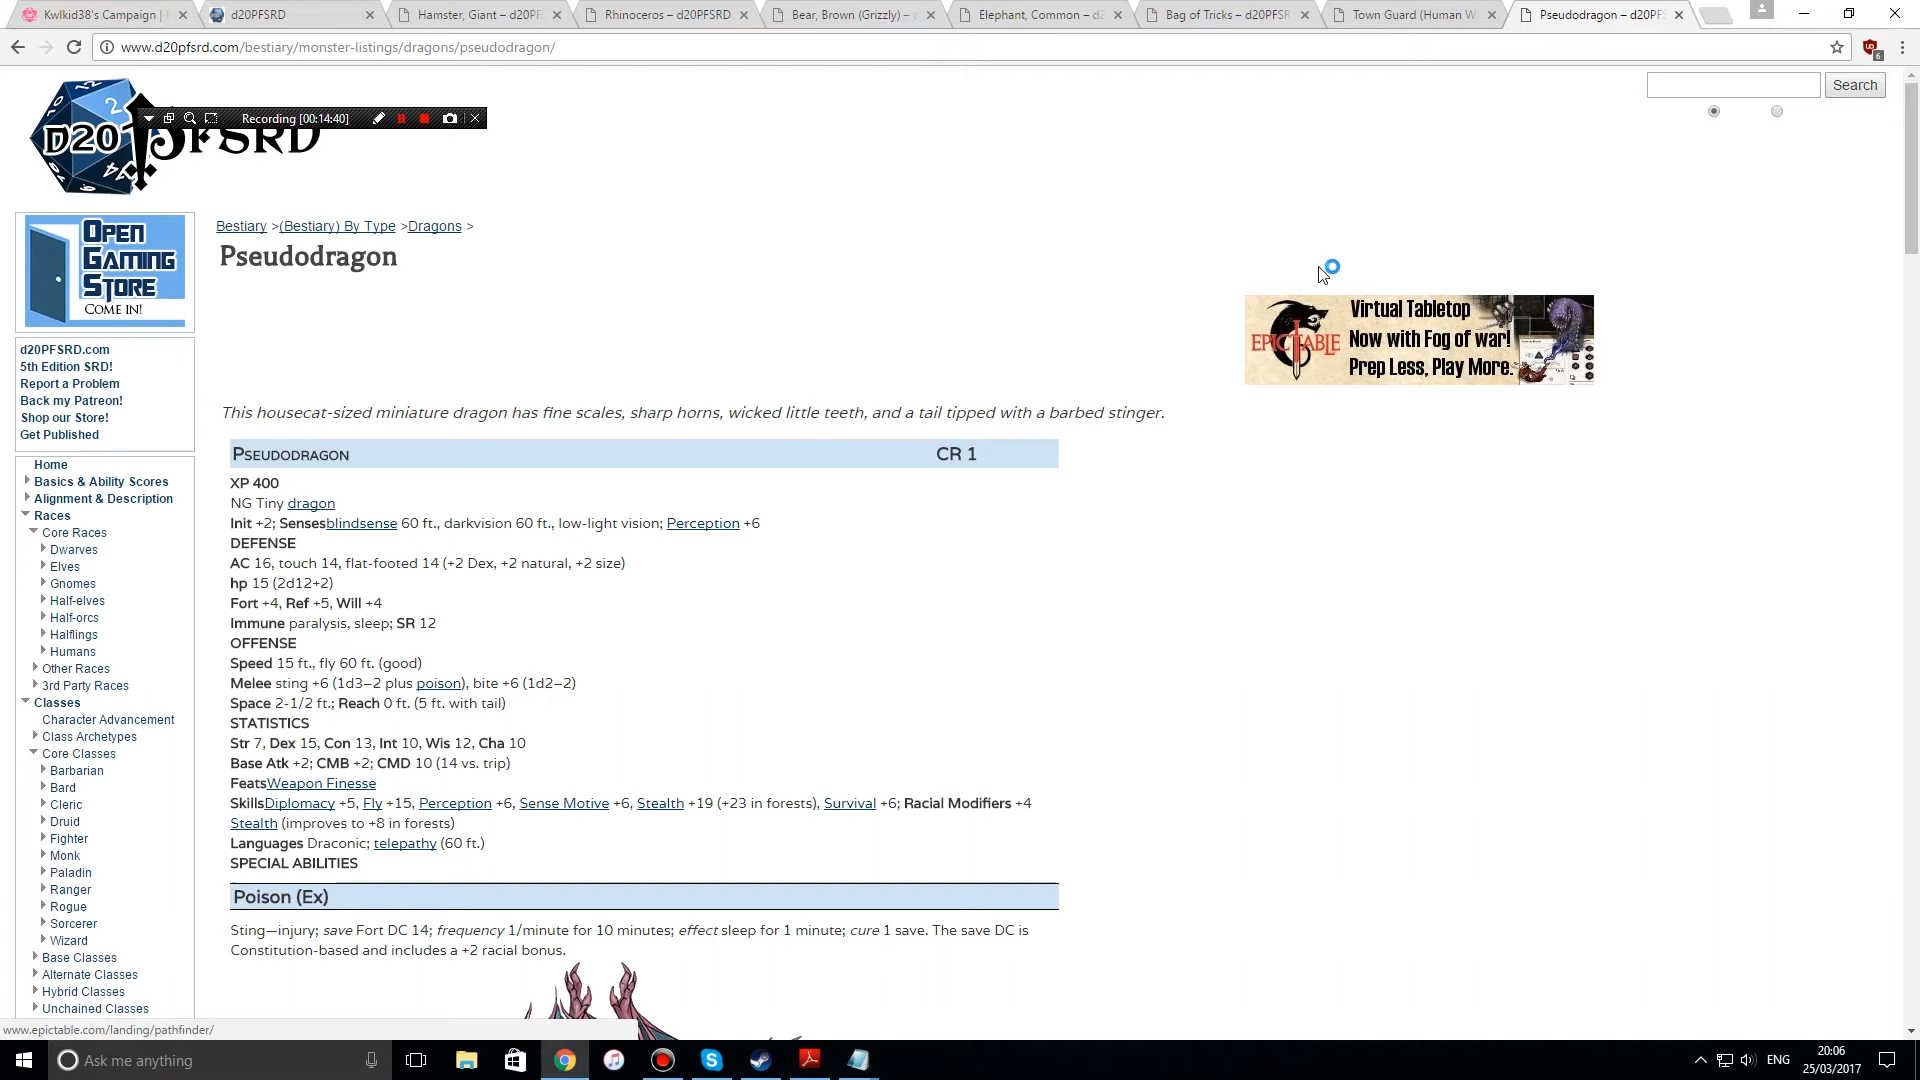 Kwlkid38's Campaign |
d20PFSRD
Hamster, Giant – d20PF
Rhinoceros – d20PFSRD
Bear, Brown (Grizzly) –
Elephant, Common – d2
Bag of Tricks – d20PFSR
Town Guard (Human W
Pseudodragon – d20PFS
www.d20pfsrd.com/bestiary/monster-listings/dragons/pseudodragon/
6
Search
Recording [00:14:40]
D20PFSRD
OPEN
GAMING
STORE
COME IN!
Bestiary >(Bestiary) By Type >Dragons >
Pseudodragon
EPICTABLE
Virtual Tabletop
Now with Fog of war!
Prep Less, Play More.
d20PFSRD.com
5th Edition SRD!
Report a Problem
Back my Patreon!
Shop our Store!
Get Published
Home
Basics & Ability Scores
Alignment & Description
Races
Core Races
Dwarves
Elves
Gnomes
Half-elves
Half-orcs
Halflings
Humans
Other Races
3rd Party Races
Classes
Character Advancement
Class Archetypes
Core Classes
Barbarian
Bard
Cleric
Druid
Fighter
Monk
Paladin
Ranger
Rogue
Sorcerer
Wizard
Base Classes
Alternate Classes
Hybrid Classes
Unchained Classes
This housecat-sized miniature dragon has fine scales, sharp horns, wicked little teeth, and a tail tipped with a barbed stinger.
PSEUDODRAGON CR 1
XP 400
NG Tiny dragon
Init +2; Sensesblindsense 60 ft., darkvision 60 ft., low-light vision; Perception +6
DEFENSE
AC 16, touch 14, flat-footed 14 (+2 Dex, +2 natural, +2 size)
hp 15 (2d12+2)
Fort +4, Ref +5, Will +4
Immune paralysis, sleep; SR 12
OFFENSE
Speed 15 ft., fly 60 ft. (good)
Melee sting +6 (1d3–2 plus poison), bite +6 (1d2–2)
Space 2-1/2 ft.; Reach 0 ft. (5 ft. with tail)
STATISTICS
Str 7, Dex 15, Con 13, Int 10, Wis 12, Cha 10
Base Atk +2; CMB +2; CMD 10 (14 vs. trip)
FeatsWeapon Finesse
SkillsDiplomacy +5, Fly +15, Perception +6, Sense Motive +6, Stealth +19 (+23 in forests), Survival +6; Racial Modifiers +4
Stealth (improves to +8 in forests)
Languages Draconic; telepathy (60 ft.)
SPECIAL ABILITIES
Poison (Ex)
Sting—injury; save Fort DC 14; frequency 1/minute for 10 minutes; effect sleep for 1 minute; cure 1 save. The save DC is
Constitution-based and includes a +2 racial bonus.
www.epictable.com/landing/pathfinder/
Ask me anything
ENG
20:06
25/03/2017